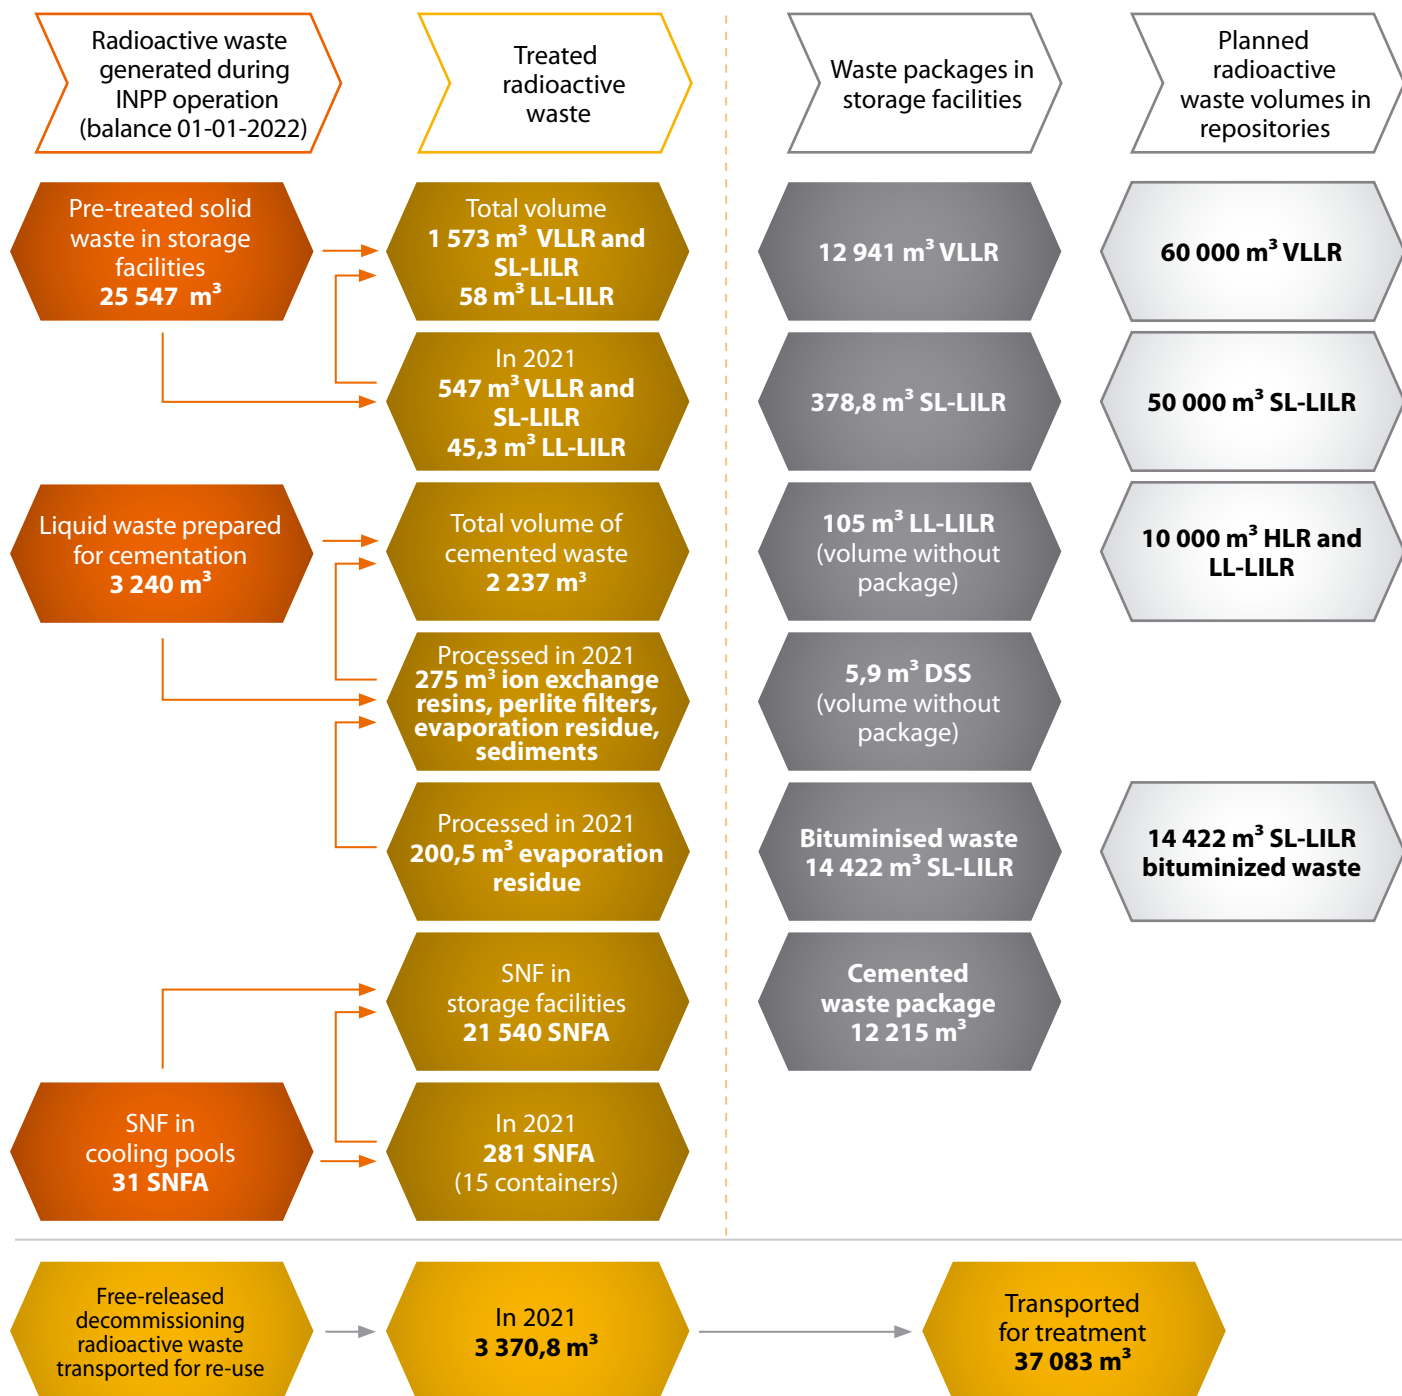 Radioactive waste
generated during
INPP operation
(balance 01-01-2022)
Treated
radioactive
waste
Waste packages in
storage facilities
Planned
radioactive
waste volumes in
repositories
Pre-treated solid
waste in storage
facilities
25 547 m³
Total volume
1 573 m³ VLLR and
SL-LILR
58 m³ LL-LILR
12 941 m³ VLLR
60 000 m³ VLLR
In 2021
547 m³ VLLR and
SL-LILR
45,3 m³ LL-LILR
378,8 m³ SL-LILR
50 000 m³ SL-LILR
Liquid waste prepared
for cementation
3 240 m³
Total volume of
cemented waste
2 237 m³
105 m³ LL-LILR
(volume without
package)
10 000 m³ HLR and
LL-LILR
Processed in 2021
275 m³ ion exchange
resins, perlite filters,
evaporation residue,
sediments
5,9 m³ DSS
(volume without
package)
Processed in 2021
200,5 m³ evaporation
residue
Bituminised waste
14 422 m³ SL-LILR
14 422 m³ SL-LILR
bituminized waste
SNF in
storage facilities
21 540 SNFA
Cemented
waste package
12 215 m³
SNF in
cooling pools
31 SNFA
In 2021
281 SNFA
(15 containers)
Free-released
decommissioning
radioactive waste
transported for re-use
In 2021
3 370,8 m³
Transported
for treatment
37 083 m³